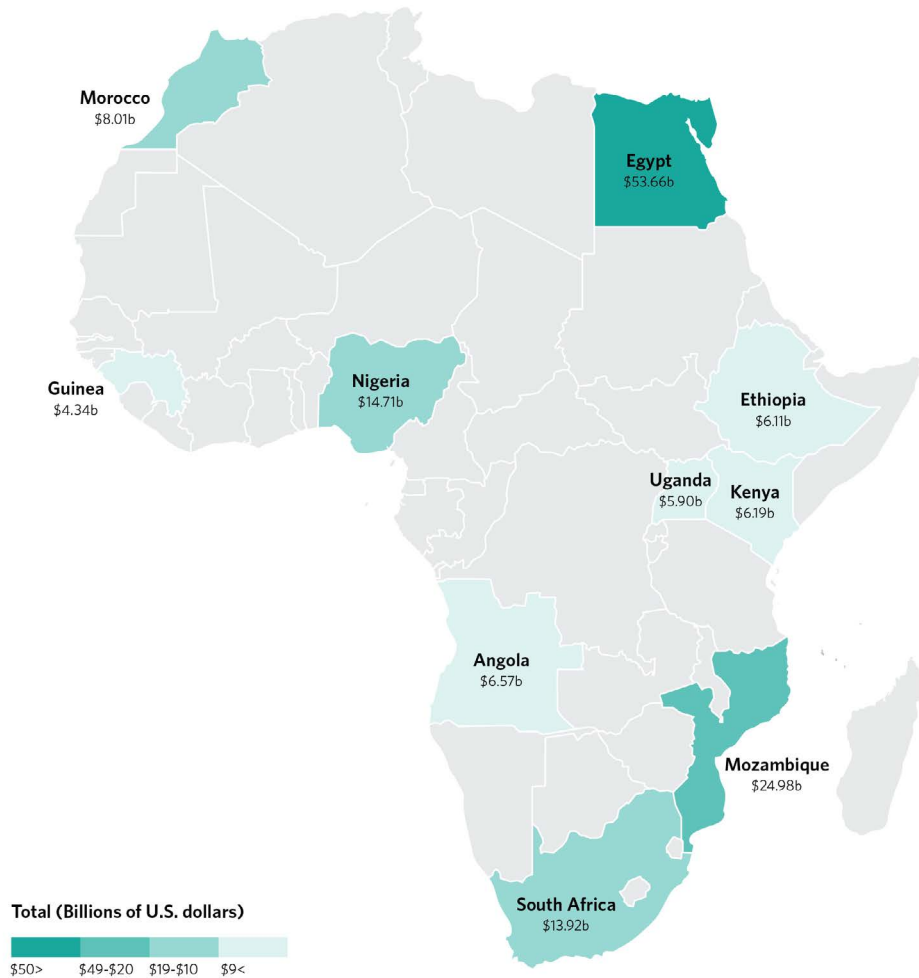 Morocco
$8.01b
Egypt
$53.66b
Guinea
$4.34b
Nigeria
$14.71b
Ethiopia
$6.11b
Uganda
$5.90b
Kenya
$6.19b
Angola
$6.57b
Mozambique
$24.98b
South Africa
$13.92b
Total (Billions of U.S. dollars)
$50> $49-$20 $19-$10 $9<